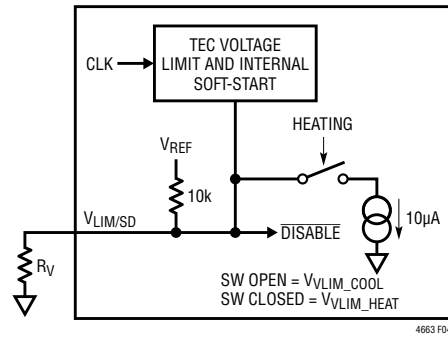 TEC VOLTAGE
LIMIT AND INTERNAL
SOFT-START
CLK
HEATING
VREF
10k
VLIM/SD
DISABLE
10µA
RV
SW OPEN = VVLIM_COOL
SW CLOSED = VVLIM_HEAT
4663 F04